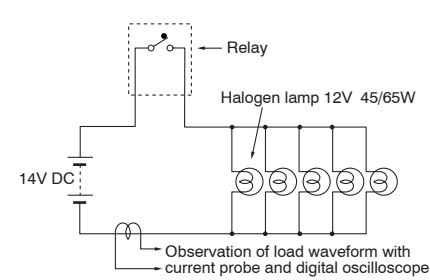 Relay
Halogen lamp 12V 45/65W
14V DC
Observation of load waveform with
current probe and digital oscilloscope